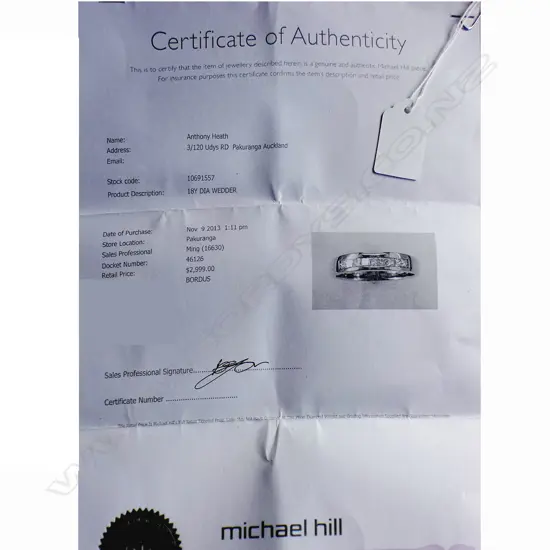 Certificate of Authenticity
This is to certify that the item of jewellery described herein is a genuine and authentic Michael Hill piece.
For insurance purposes this certificate confirms the item's description and retail price
Name: Anthony Heath
Address: 3/120 Udys RD Pakuranga Auckland
Email:
Stock code: 10691557
Product Description: 18Y DIA WEDDER
Date of Purchase: Nov 9 2013 1:11 pm
Store Location: Pakuranga
Sales Professional Ming (16630)
Docket Number: 46126
Retail Price: $2,999.00
BORDUS
Sales Professional Signature
Certificate Number
michael hill